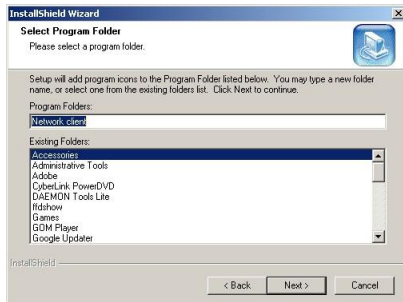 InstallShield Wizard
Select Program Folder
Please select a program folder.
Setup will add program icons to the Program Folder listed below. You may type a new folder
name, or select one from the existing folders list. Click Next to continue.
Program Folders:
Network client
Existing Folders:
Accessories
Administrative Tools
Adobe
CyberLink PowerDVD
DAEMON Tools Lite
ffdshow
Games
GOM Player
Google Updater
InstallShield
< Back Next > Cancel